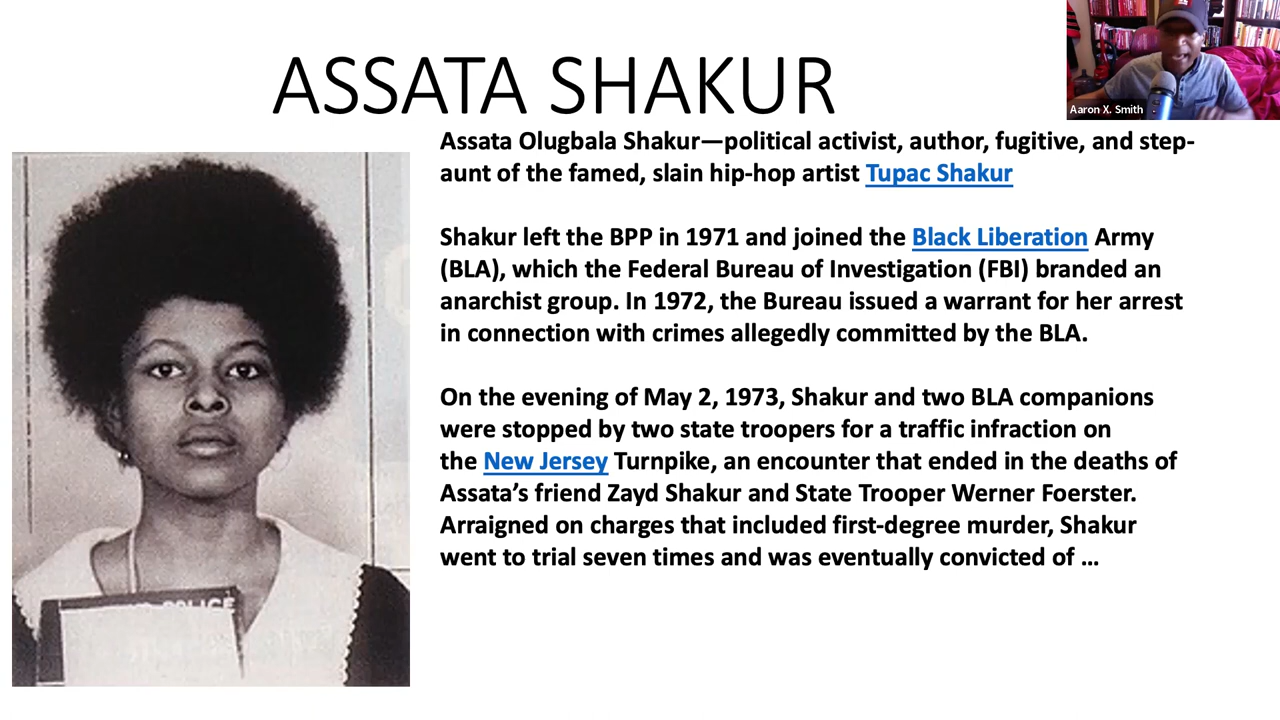 ASSATA SHAKUR
Aaron X. Smith
Assata Olugbala Shakur—political activist, author, fugitive, and step-
aunt of the famed, slain hip-hop artist Tupac Shakur
Shakur left the BPP in 1971 and joined the Black Liberation Army
(BLA), which the Federal Bureau of Investigation (FBI) branded an
anarchist group. In 1972, the Bureau issued a warrant for her arrest
in connection with crimes allegedly committed by the BLA.
On the evening of May 2, 1973, Shakur and two BLA companions
were stopped by two state troopers for a traffic infraction on
the New Jersey Turnpike, an encounter that ended in the deaths of
Assata’s friend Zayd Shakur and State Trooper Werner Foerster.
Arraigned on charges that included first-degree murder, Shakur
went to trial seven times and was eventually convicted of …
POLICE